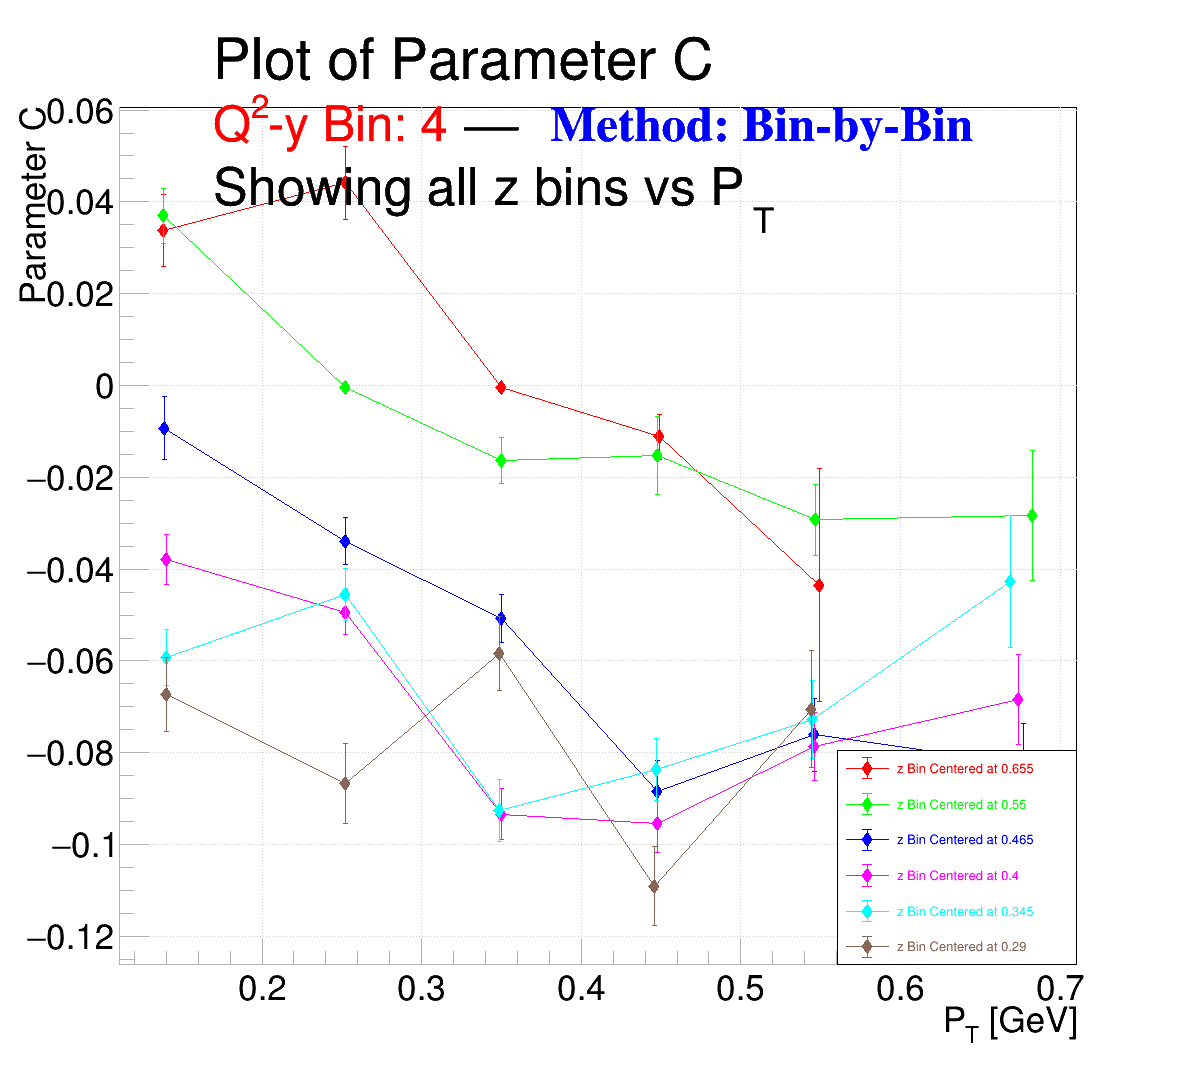 Plot of Parameter C
Q²-y Bin: 4 — Method: Bin-by-Bin
Showing all z bins vs P_T
Parameter C
0.06
0.04
0.02
0
−0.02
−0.04
−0.06
−0.08
−0.1
−0.12
z Bin Centered at 0.655
z Bin Centered at 0.55
z Bin Centered at 0.465
z Bin Centered at 0.4
z Bin Centered at 0.345
z Bin Centered at 0.29
0.2 0.3 0.4 0.5 0.6 0.7
P_T [GeV]